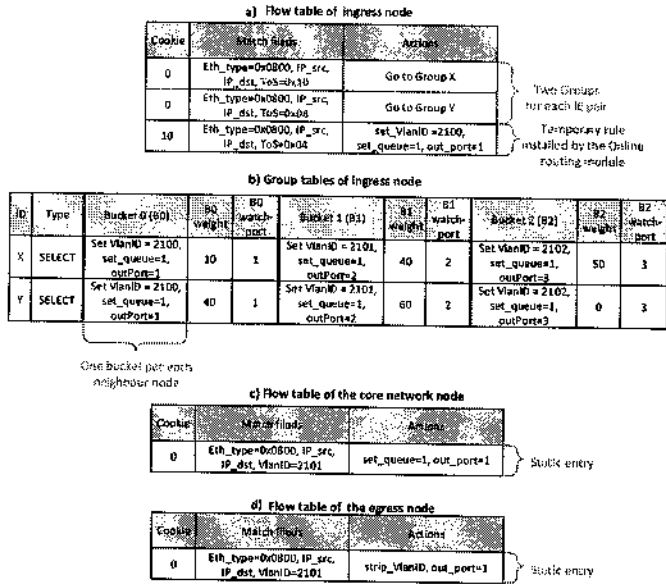 a) Flow table of ingress node
Cookie Match fileds Actions
0 Eth_type=0x0800, IP_src, IP_dst, ToS=0x10 Go to Group X
0 Eth_type=0x0800, IP_src, IP_dst, ToS=0x08 Go to Group Y
10 Eth_type=0x0800, IP_src, IP_dst, ToS=0x04 set_VlanID =2100, set_queue=1, out_port=1
Two Groups
for each IE pair
Temporary rule
installed by the Online
routing module
b) Group tables of ingress node
ID Type Bucket 0 (B0) B0 weight B0 watch-port Bucket 1 (B1) B1 weight B1 watch-port Bucket 2 (B2) B2 weight B2 watch-port
X SELECT Set VlanID = 2100, set_queue=1, outPort=1 10 1 Set VlanID = 2101, set_queue=1, outPort=2 40 2 Set VlanID = 2102, set_queue=1, outPort=3 50 3
Y SELECT Set VlanID = 2100, set_queue=1, outPort=1 40 1 Set VlanID = 2101, set_queue=1, outPort=2 60 2 Set VlanID = 2102, set_queue=1, outPort=3 0 3
One bucket per each
neighbour node
c) Flow table of the core network node
Cookie Match fileds Actions
0 Eth_type=0x0800, IP_src, IP_dst, VlanID=2101 set_queue=1, out_port=1
Static entry
d) Flow table of the egress node
Cookie Match fileds Actions
0 Eth_type=0x0800, IP_src, IP_dst, VlanID=2101 strip_VlanID, out_port=1
Static entry